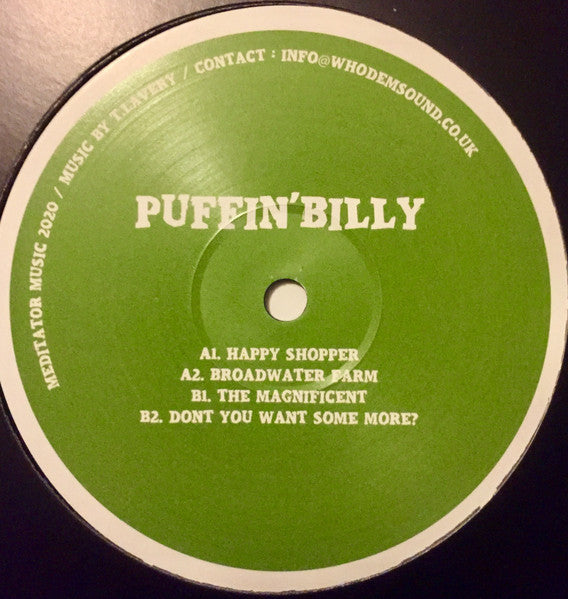 MEDITATOR MUSIC 2020 / MUSIC BY T.LAVERY / CONTACT : INFO@WHODEMSOUND.CO.UK
PUFFIN'BILLY
A1. HAPPY SHOPPER
A2. BROADWATER FARM
B1. THE MAGNIFICENT
B2. DONT YOU WANT SOME MORE?